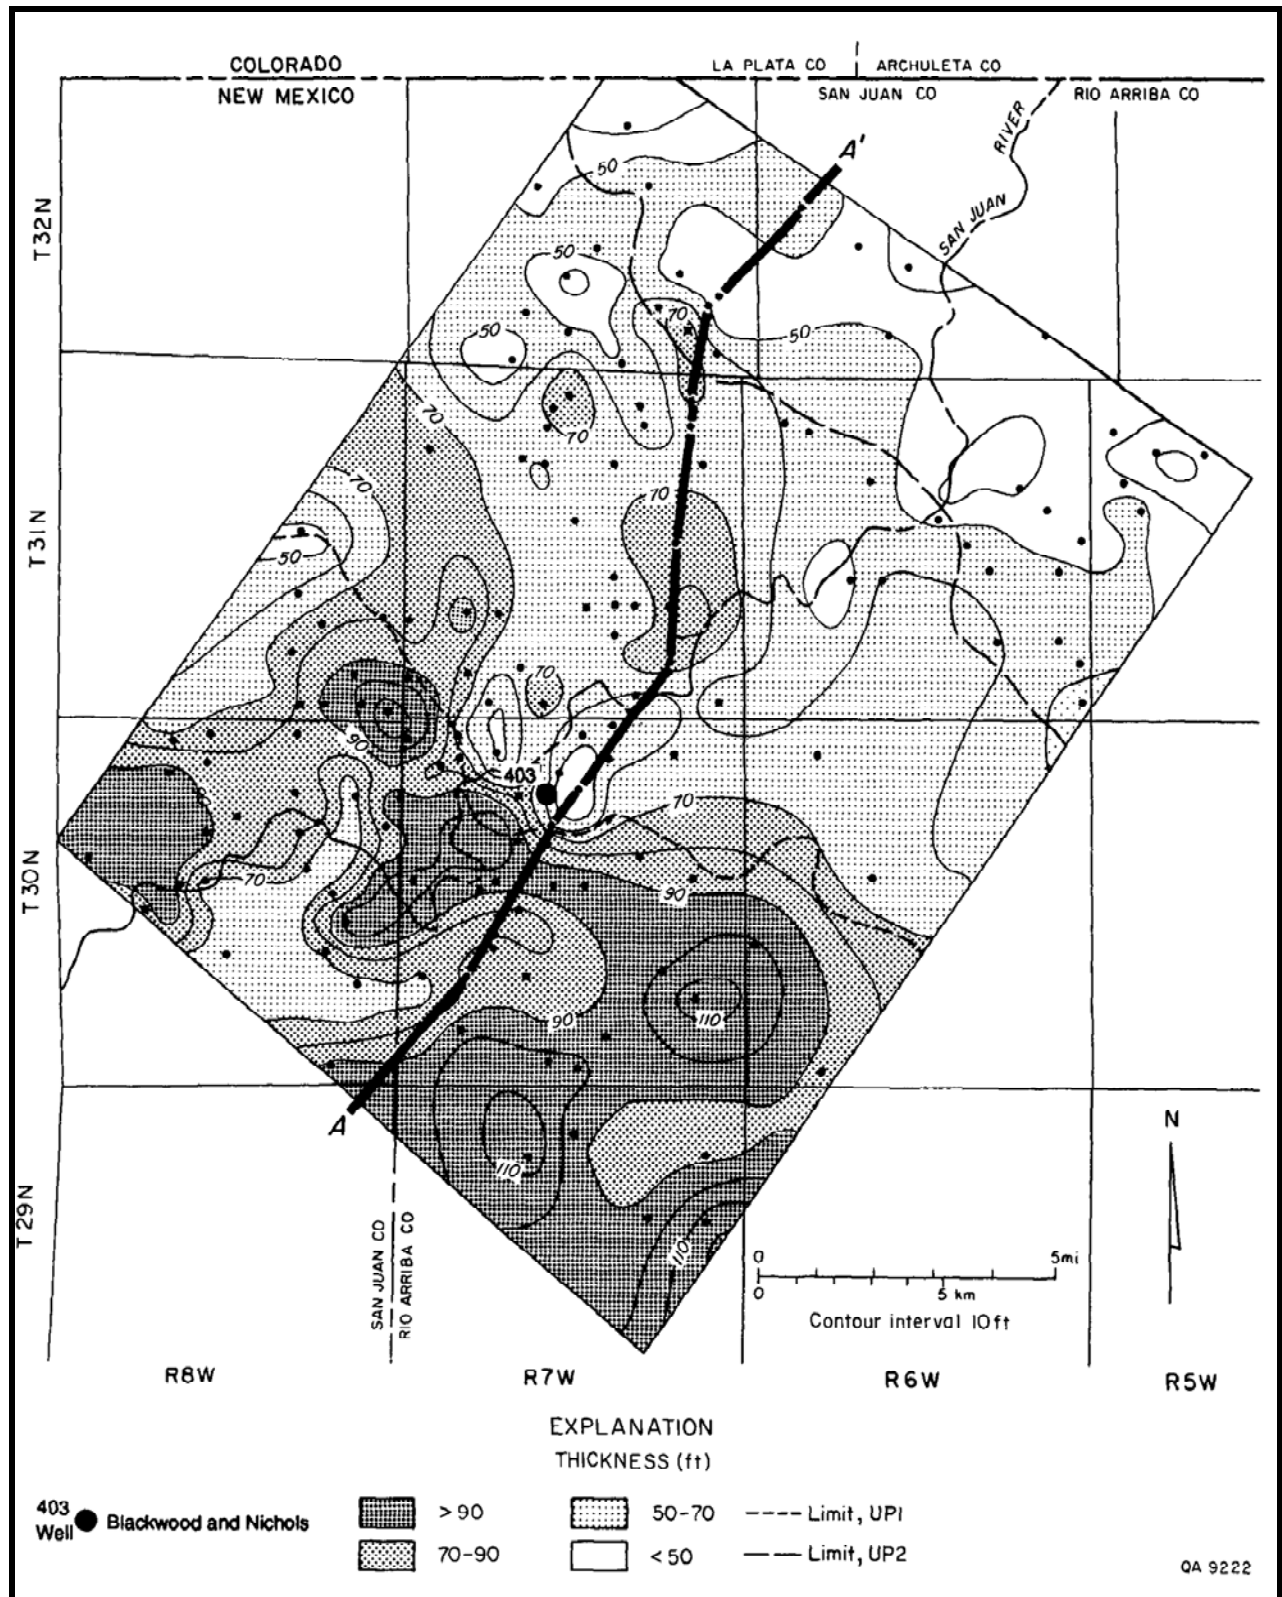 COLORADO
LA PLATA CO
ARCHULETA CO
NEW MEXICO
SAN JUAN CO
RIO ARRIBA CO
RIVER
A'
50
T32N
SAN JUAN
50
70
50
50
70
70
70
70
T31N
50
70
90
403
70
T30N
70
90
90
110
A
N
110
T29N
SAN JUAN CO
RIO ARRIBA CO
110
0 5mi
0 5 km
Contour interval 10ft
R8W
R7W
R6W
R5W
EXPLANATION
THICKNESS (ft)
403
Well
Blackwood and Nichols
>90
50-70
Limit, UP1
70-90
<50
Limit, UP2
QA 9222